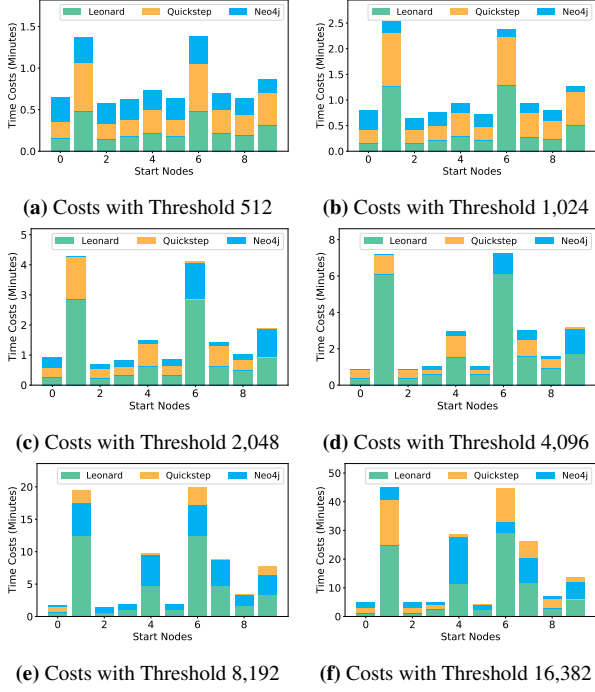 Leonard Quickstep Neo4j
Time Costs (Minutes)
1.5
1.0
0.5
0.0
0 2 4 6 8
Start Nodes
(a) Costs with Threshold 512
Leonard Quickstep Neo4j
Time Costs (Minutes)
2.5
2.0
1.5
1.0
0.5
0.0
0 2 4 6 8
Start Nodes
(b) Costs with Threshold 1,024
Leonard Quickstep Neo4j
Time Costs (Minutes)
5
4
3
2
1
0
0 2 4 6 8
Start Nodes
(c) Costs with Threshold 2,048
Leonard Quickstep Neo4j
Time Costs (Minutes)
8
6
4
2
0
0 2 4 6 8
Start Nodes
(d) Costs with Threshold 4,096
Leonard Quickstep Neo4j
Time Costs (Minutes)
20
15
10
5
0
0 2 4 6 8
Start Nodes
(e) Costs with Threshold 8,192
Leonard Quickstep Neo4j
Time Costs (Minutes)
50
40
30
20
10
0
0 2 4 6 8
Start Nodes
(f) Costs with Threshold 16,382